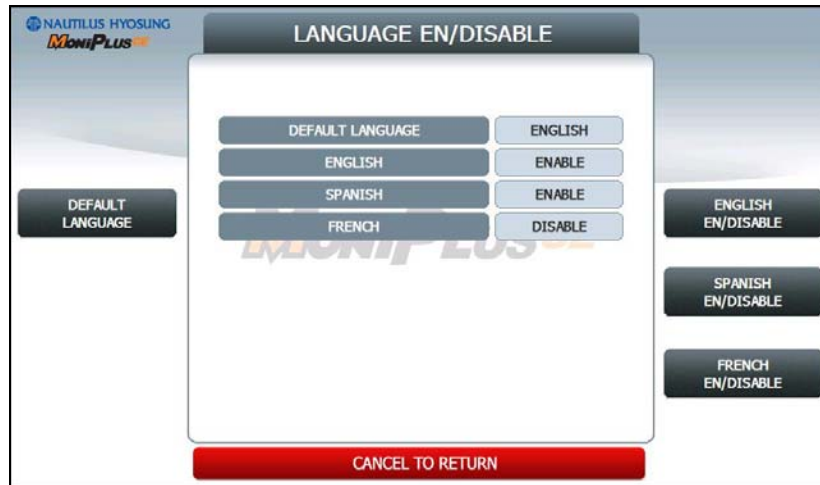 NAUTILUS HYOSUNG
MONIPLUS
LANGUAGE EN/DISABLE
DEFAULT LANGUAGE ENGLISH
ENGLISH ENABLE
SPANISH ENABLE
FRENCH DISABLE
MONIPLUS
DEFAULT
LANGUAGE
ENGLISH
EN/DISABLE
SPANISH
EN/DISABLE
FRENCH
EN/DISABLE
CANCEL TO RETURN